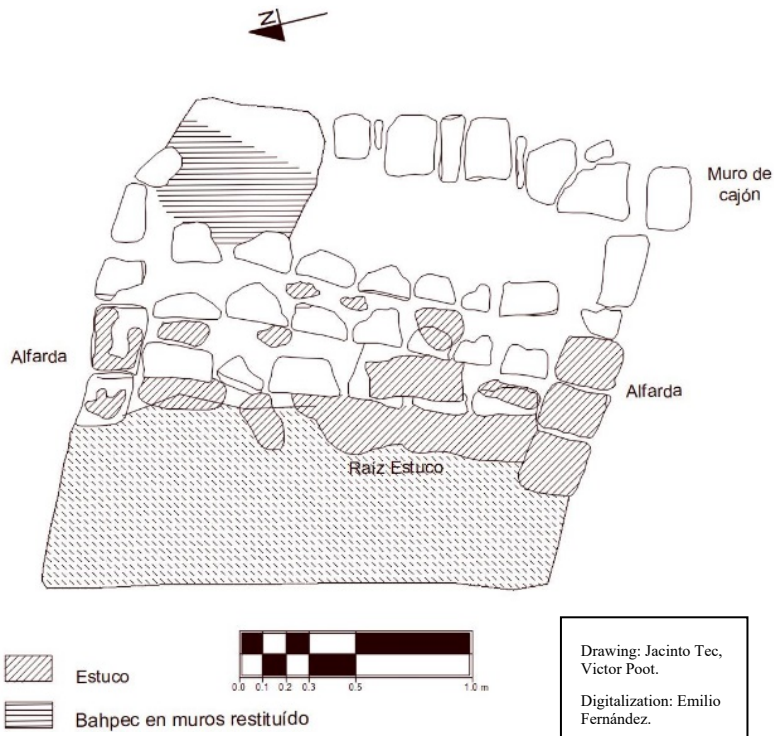 N
Muro de
cajón
Alfarda
Alfarda
Raíz Estuco
Estuco
Bahpec en muros restituído
0.0 0.1 0.2 0.3 0.5 1.0 m
Drawing: Jacinto Tec,
Victor Poot.
Digitalization: Emilio
Fernández.